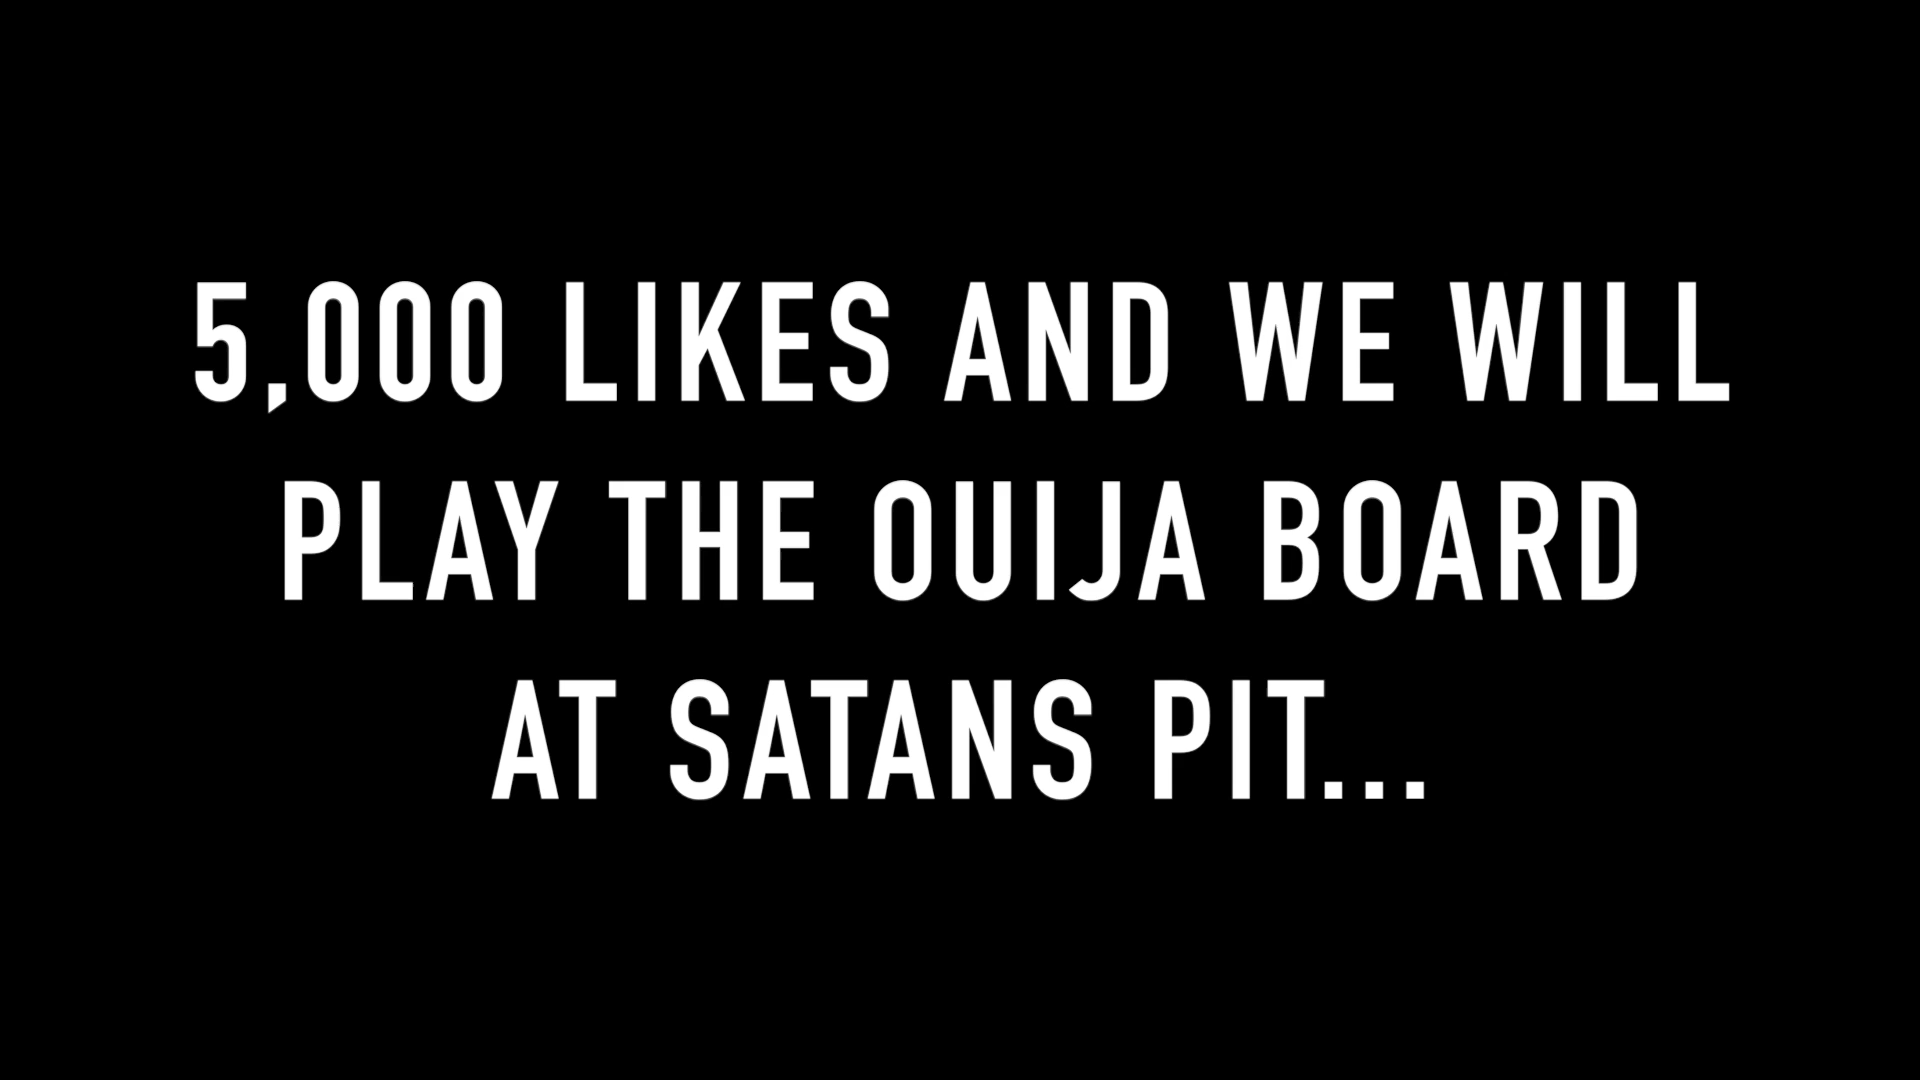 5,000 LIKES AND WE WILL
PLAY THE OUIJA BOARD
AT SATANS PIT...